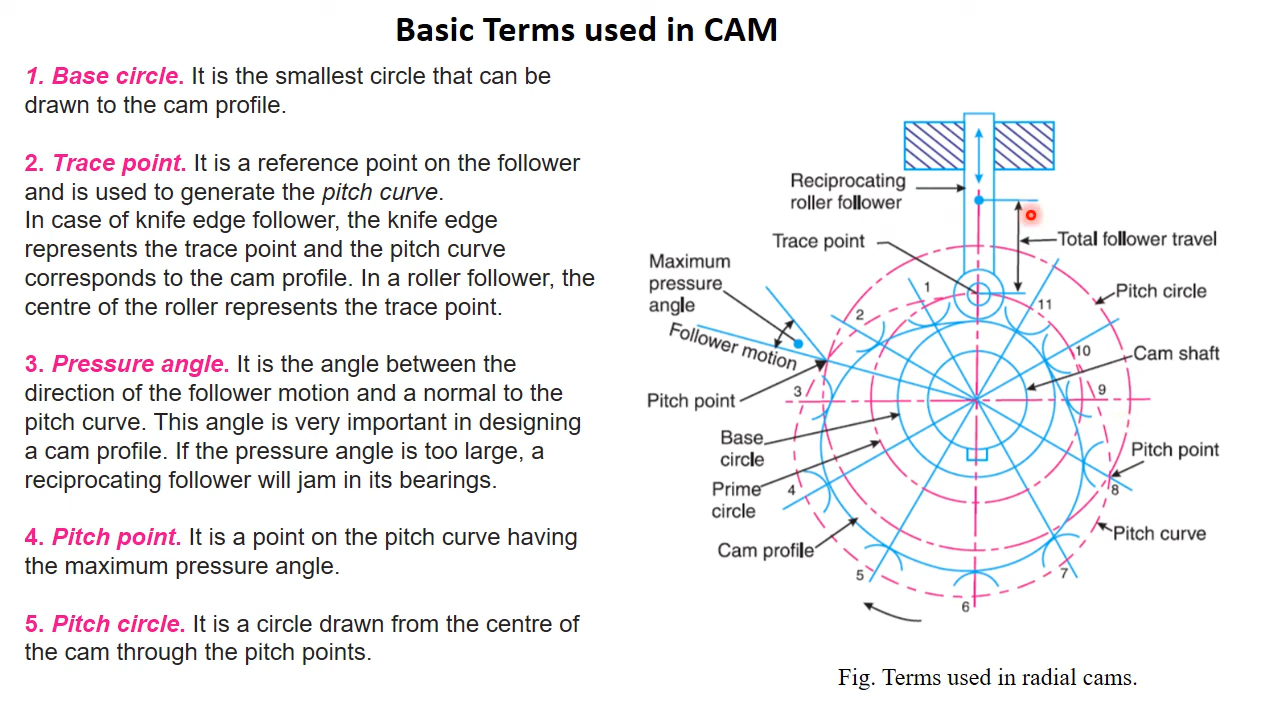 Basic Terms used in CAM
1. Base circle. It is the smallest circle that can be
drawn to the cam profile.
2. Trace point. It is a reference point on the follower
and is used to generate the pitch curve.
In case of knife edge follower, the knife edge
represents the trace point and the pitch curve
corresponds to the cam profile. In a roller follower, the
centre of the roller represents the trace point.
3. Pressure angle. It is the angle between the
direction of the follower motion and a normal to the
pitch curve. This angle is very important in designing
a cam profile. If the pressure angle is too large, a
reciprocating follower will jam in its bearings.
4. Pitch point. It is a point on the pitch curve having
the maximum pressure angle.
5. Pitch circle. It is a circle drawn from the centre of
the cam through the pitch points.
Reciprocating
roller follower
Trace point
Total follower travel
Maximum
pressure
angle
Follower motion
Pitch circle
Cam shaft
Pitch point
Base
circle
Prime
circle
Cam profile
Pitch point
Pitch curve
1
2
3
4
5
6
7
8
9
10
11
Fig. Terms used in radial cams.